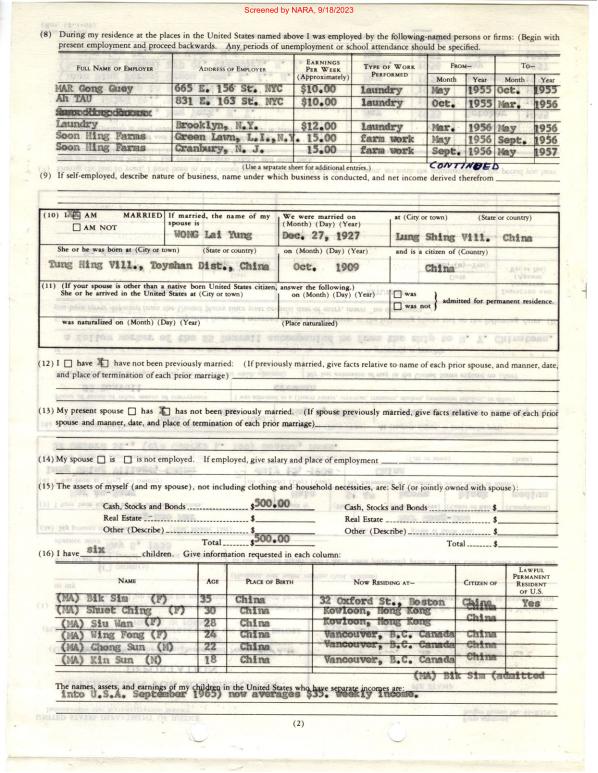 Screened by NARA, 9/18/2023
(8) During my residence at the places in the United States named above I was employed by the following-named persons or firms: (Begin with
present employment and proceed backwards. Any periods of unemployment or school attendance should be specified.
FULL NAME OF EMPLOYER ADDRESS OF EMPLOYER EARNINGS PER WEEK (Approximately) TYPE OF WORK PERFORMED FROM— Month Year TO— Month Year
MAR Gong Guey 665 E. 156 St. NYC $10.00 laundry May 1955 Oct. 1955
Ah TAU 831 E. 163 St. NYC $10.00 laundry Oct. 1955 Mar. 1956
Laundry Brooklyn, N.Y. $12.00 laundry Mar. 1956 May 1956
Soon Hing Farms Green Lawn, L.I., N.Y. 15.00 farm work May 1956 Sept. 1956
Soon Hing Farms Cranbury, N. J. 15.00 farm work Sept. 1956 May 1957
(Use a separate sheet for additional entries.) CONTINUED
(9) If self-employed, describe nature of business, name under which business is conducted, and net income derived therefrom
(10) I AM MARRIED If married, the name of my We were married on at (City or town) (State or country)
AM NOT spouse is (Month) (Day) (Year)
WONG Lai Yung Dec. 27, 1927 Lung Shing Vill. China
She or he was born at (City or town) (State or country) on (Month) (Day) (Year) and is a citizen of (Country)
Tung Hing Vill., Toyshan Dist., China Oct. 1909 China
(11) (If your spouse is other than a native born United States citizen, answer the following.)
She or he arrived in the United States at (City or town) on (Month) (Day) (Year) was
was not admitted for permanent residence.
was naturalized on (Month) (Day) (Year) (Place naturalized)
(12) I have X have not been previously married: (If previously married, give facts relative to name of each prior spouse, and manner, date,
and place of termination of each prior marriage)
(13) My present spouse has X has not been previously married. (If spouse previously married, give facts relative to name of each prior
spouse and manner, date, and place of termination of each prior marriage)
(14) My spouse is is not employed. If employed, give salary and place of employment
(15) The assets of myself (and my spouse), not including clothing and household necessities, are: Self (or jointly owned with spouse):
Cash, Stocks and Bonds $500.00 Cash, Stocks and Bonds $
Real Estate $ Real Estate $
Other (Describe) $ Other (Describe) $
Total $500.00 Total $
(16) I have six children. Give information requested in each column:
NAME AGE PLACE OF BIRTH NOW RESIDING AT— CITIZEN OF LAWFUL PERMANENT RESIDENT OF U.S.
(MA) Bik Sim (F) 35 China 32 Oxford St., Boston China Yes
(MA) Shuet Ching (F) 30 China Kowloon, Hong Kong China
(MA) Siu Wan (F) 28 China Kowloon, Hong Kong China
(MA) Wing Fong (F) 24 China Vancouver, B.C. Canada China
(MA) Chong Sun (M) 22 China Vancouver, B.C. Canada China
(MA) Kin Sun (M) 18 China Vancouver, B.C. Canada China
(MA) Bik Sim (admitted
The names, assets, and earnings of my children in the United States who have separate incomes are:
into U.S.A. September 1965) now averages $35. weekly income.
(2)